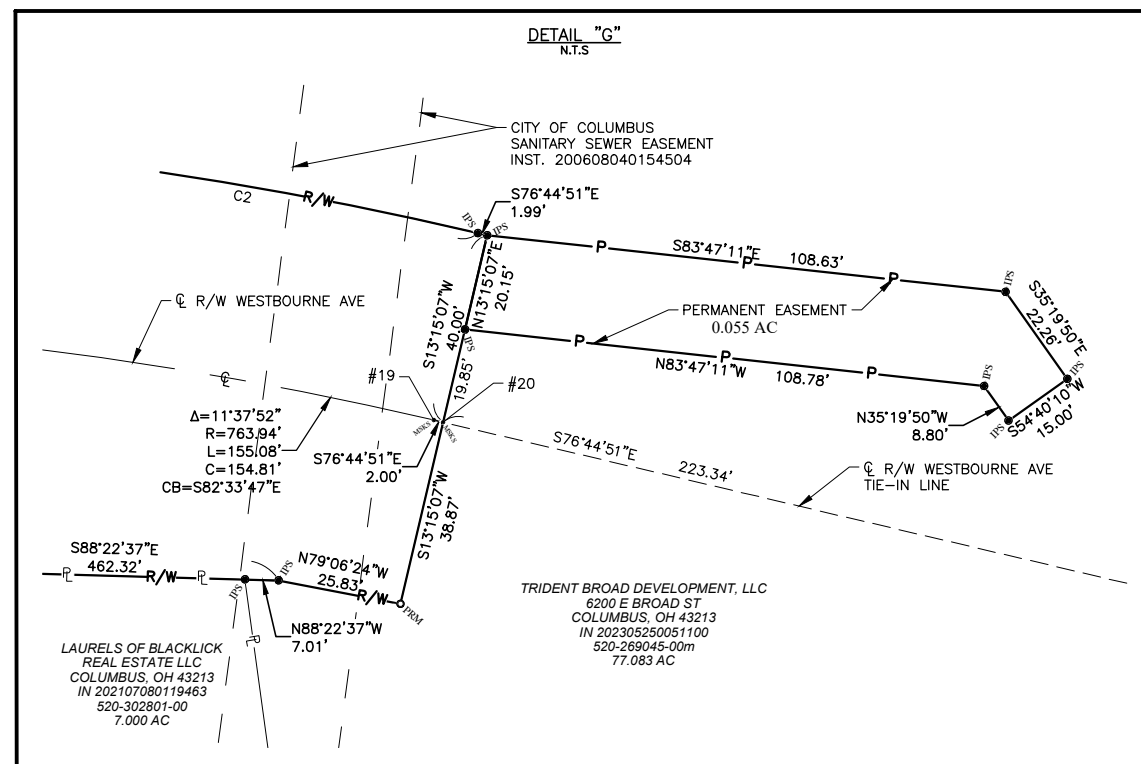 DETAIL "G"
N.T.S
CITY OF COLUMBUS
SANITARY SEWER EASEMENT
INST. 200608040154504
C2
R/W
S76°44'51"E
1.99'
IPS
IPS
S83°47'11"E
108.63'
P
P
P
IPS
S35°19'50"E
22.26'
IPS
℄ R/W WESTBOURNE AVE
N13°15'07"E
20.15'
S13°15'07"W
40.00'
PERMANENT EASEMENT
0.055 AC
IPS
P
P
P
N83°47'11"W
108.78'
IPS
N35°19'50"W
8.80'
IPS
S54°40'10"W
15.00'
℄
19.85'
#19
#20
MSKS
MSKS
Δ=11°37'52"
R=763.94'
L=155.08'
C=154.81'
CB=S82°33'47"E
S76°44'51"E
2.00'
S76°44'51"E
223.34'
℄ R/W WESTBOURNE AVE
TIE-IN LINE
S13°15'07"W
38.87'
S88°22'37"E
462.32'
PL
R/W
PL
IPS
IPS
N79°06'24"W
25.83'
R/W
PRM
N88°22'37"W
7.01'
PL
LAURELS OF BLACKLICK
REAL ESTATE LLC
COLUMBUS, OH 43213
IN 202107080119463
520-302801-00
7.000 AC
TRIDENT BROAD DEVELOPMENT, LLC
6200 E BROAD ST
COLUMBUS, OH 43213
IN 202305250051100
520-269045-00m
77.083 AC